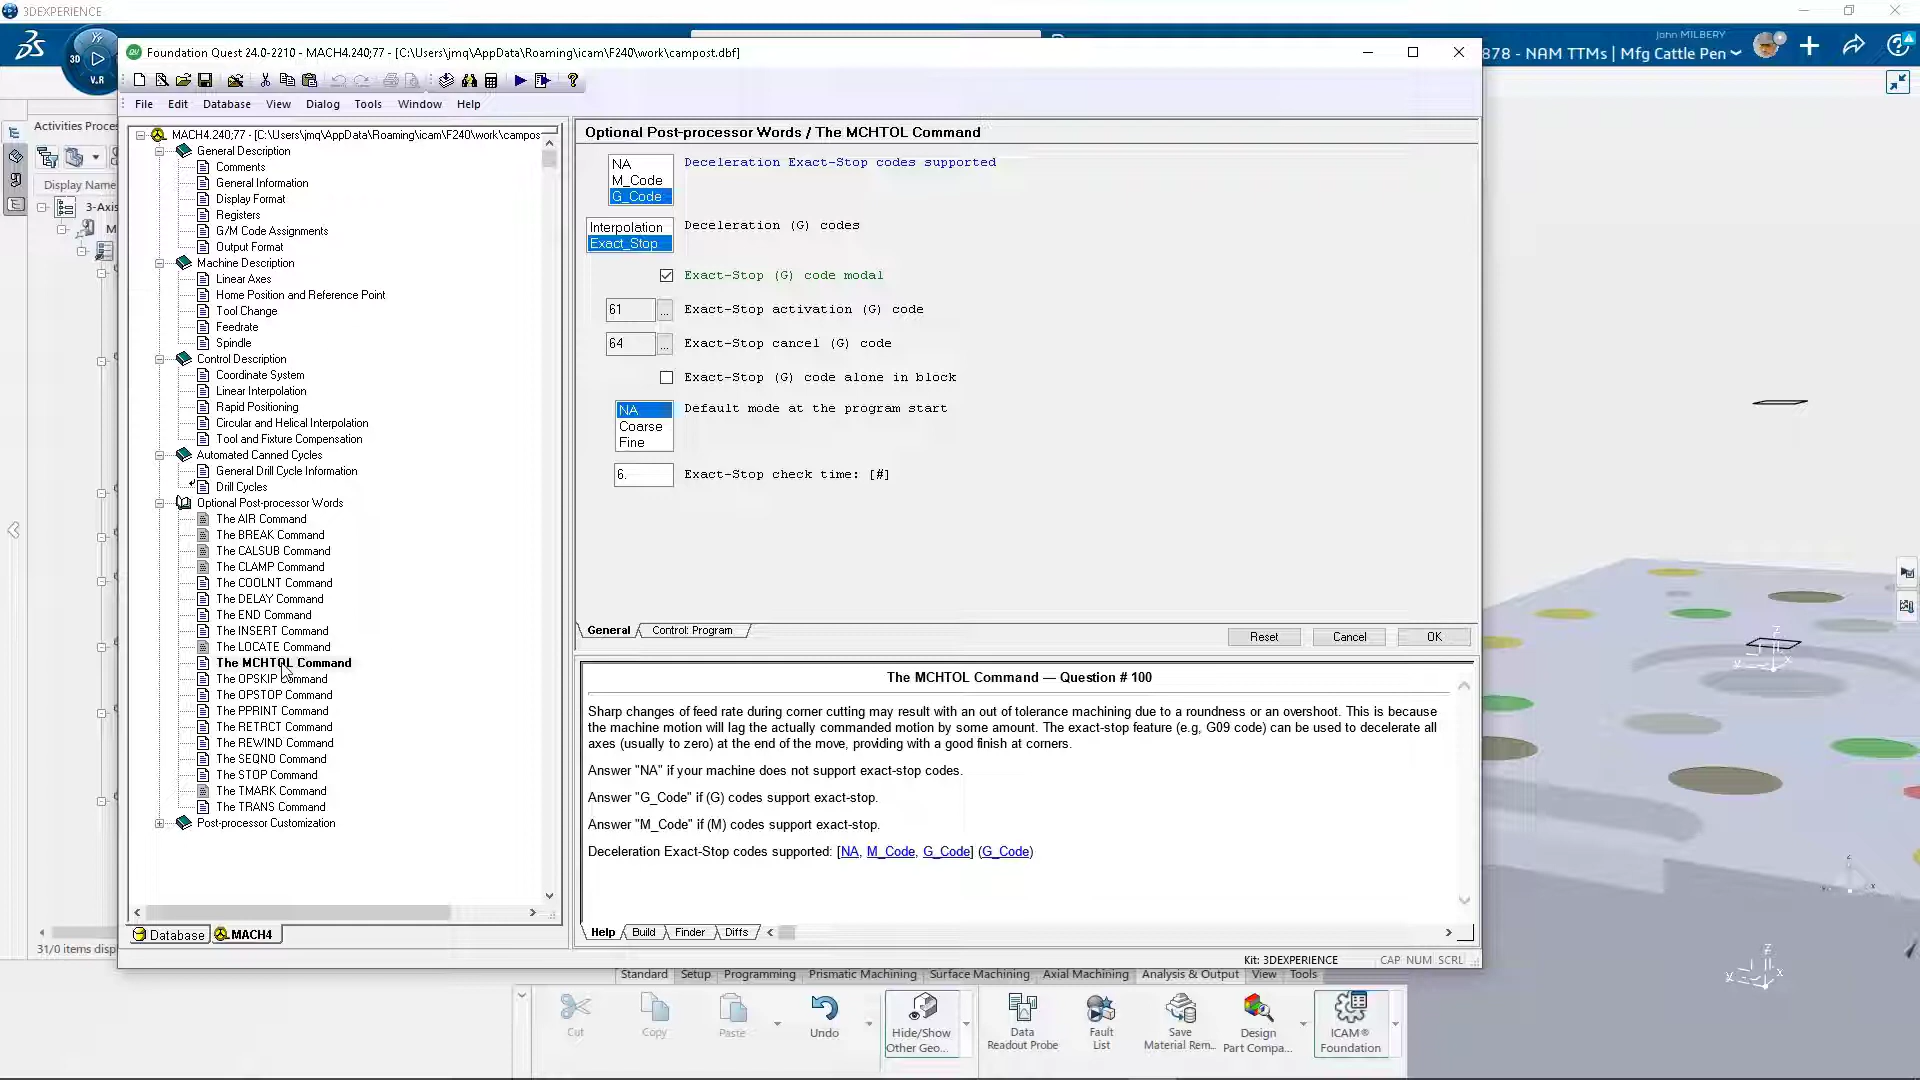 3DEXPERIENCE
John MILBERY
878 - NAM TTMs | Mfg Cattle Pen
3D
V.R
Foundation Quest 24.0-2210 - MACH4.240;77 - [C:\Users\jmq\AppData\Roaming\icam\F240\work\campost.dbf]
File Edit Database View Dialog Tools Window Help
Activities Proce
Display Name
3-Axis
M
31/0 items disp
MACH4.240;77 - [C:\Users\jmq\AppData\Roaming\icam\F240\work\campos
General Description
Comments
General Information
Display Format
Registers
G/M Code Assignments
Output Format
Machine Description
Linear Axes
Home Position and Reference Point
Tool Change
Feedrate
Spindle
Control Description
Coordinate System
Linear Interpolation
Rapid Positioning
Circular and Helical Interpolation
Tool and Fixture Compensation
Automated Canned Cycles
General Drill Cycle Information
Drill Cycles
Optional Post-processor Words
The AIR Command
The BREAK Command
The CALSUB Command
The CLAMP Command
The COOLNT Command
The DELAY Command
The END Command
The INSERT Command
The LOCATE Command
The MCHTOL Command
The OPSKIP Command
The OPSTOP Command
The PPRINT Command
The RETRCT Command
The REWIND Command
The SEQNO Command
The STOP Command
The TMARK Command
The TRANS Command
Post-processor Customization
Database MACH4
Optional Post-processor Words / The MCHTOL Command
NA
M_Code
G_Code
Deceleration Exact-Stop codes supported
Interpolation
Exact_Stop
Deceleration (G) codes
Exact-Stop (G) code modal
61 ... Exact-Stop activation (G) code
64 ... Exact-Stop cancel (G) code
Exact-Stop (G) code alone in block
NA
Coarse
Fine
Default mode at the program start
6. Exact-Stop check time: [#]
General Control: Program
Reset Cancel OK
The MCHTOL Command — Question # 100
Sharp changes of feed rate during corner cutting may result with an out of tolerance machining due to a roundness or an overshoot. This is because
the machine motion will lag the actually commanded motion by some amount. The exact-stop feature (e.g, G09 code) can be used to decelerate all
axes (usually to zero) at the end of the move, providing with a good finish at corners.
Answer "NA" if your machine does not support exact-stop codes.
Answer "G_Code" if (G) codes support exact-stop.
Answer "M_Code" if (M) codes support exact-stop.
Deceleration Exact-Stop codes supported: [NA, M_Code, G_Code] (G_Code)
Help Build Finder Diffs
Kit: 3DEXPERIENCE CAP NUM SCRL
Standard Setup Programming Prismatic Machining Surface Machining Axial Machining Analysis & Output View Tools
Cut
Copy
Paste
Undo
Hide/Show
Other Geo...
Data
Readout Probe
Fault
List
Save
Material Rem...
Design
Part Compa...
ICAM®
Foundation